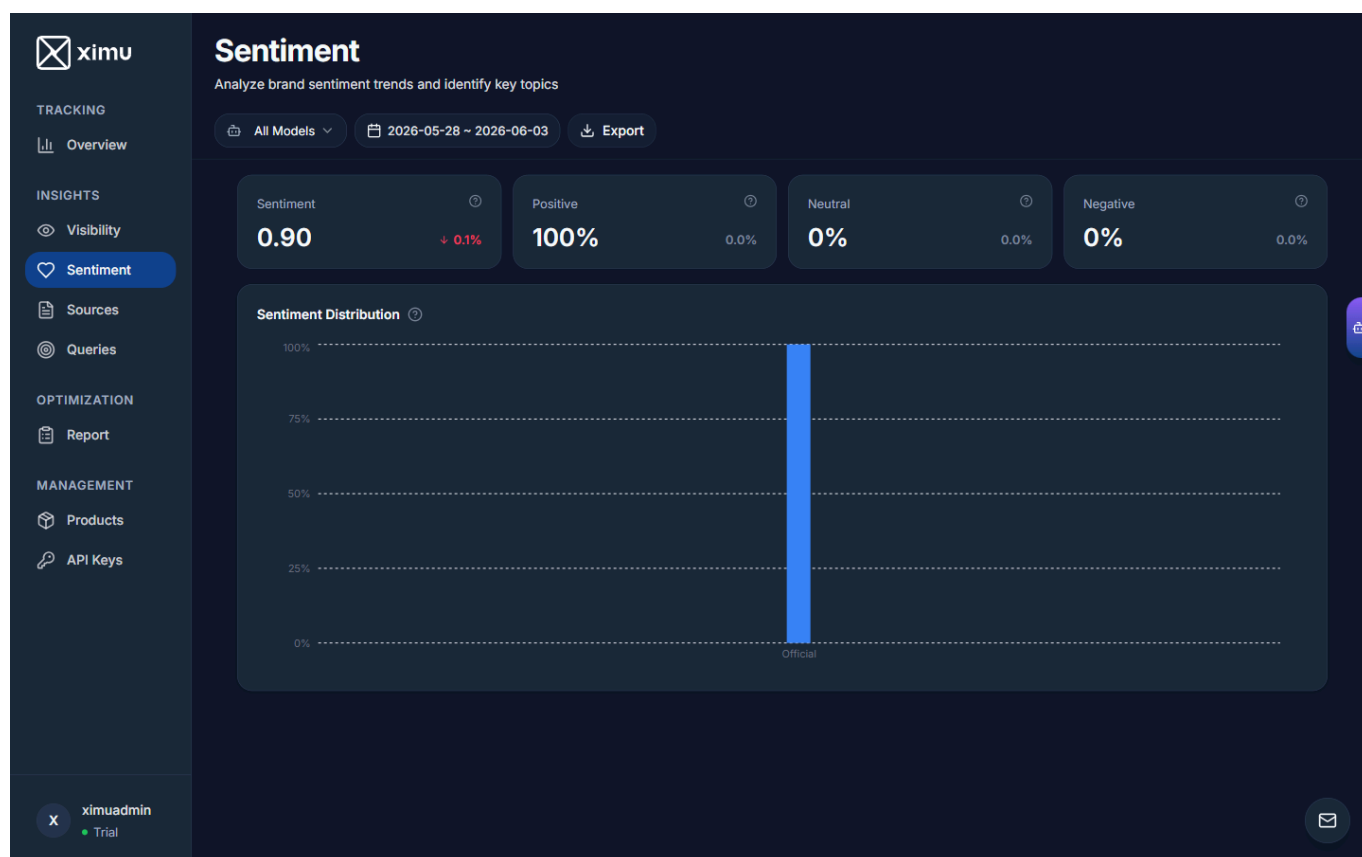 ximu
TRACKING
Overview
INSIGHTS
Visibility
Sentiment
Sources
Queries
OPTIMIZATION
Report
MANAGEMENT
Products
API Keys
X
ximuadmin
Trial
Sentiment
Analyze brand sentiment trends and identify key topics
All Models
2026-05-28 ~ 2026-06-03
Export
Sentiment
0.90
↓ 0.1%
Positive
100%
0.0%
Neutral
0%
0.0%
Negative
0%
0.0%
Sentiment Distribution
100%
75%
50%
25%
0%
Official